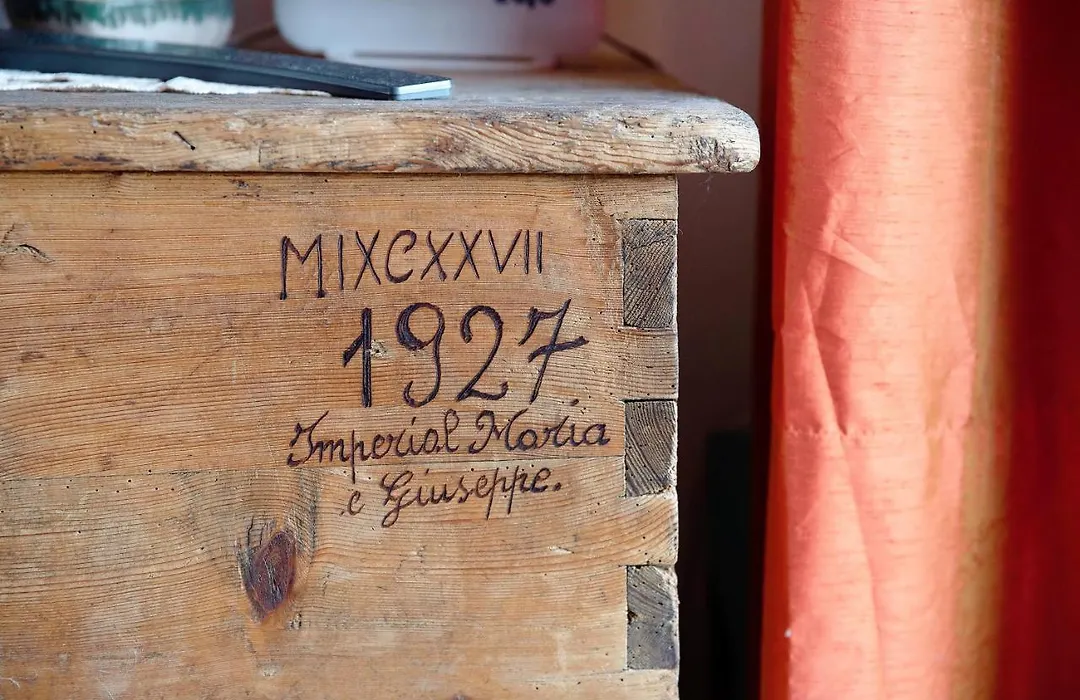 MIXCXXVII
1927
Imperial Maria
e Giuseppe.